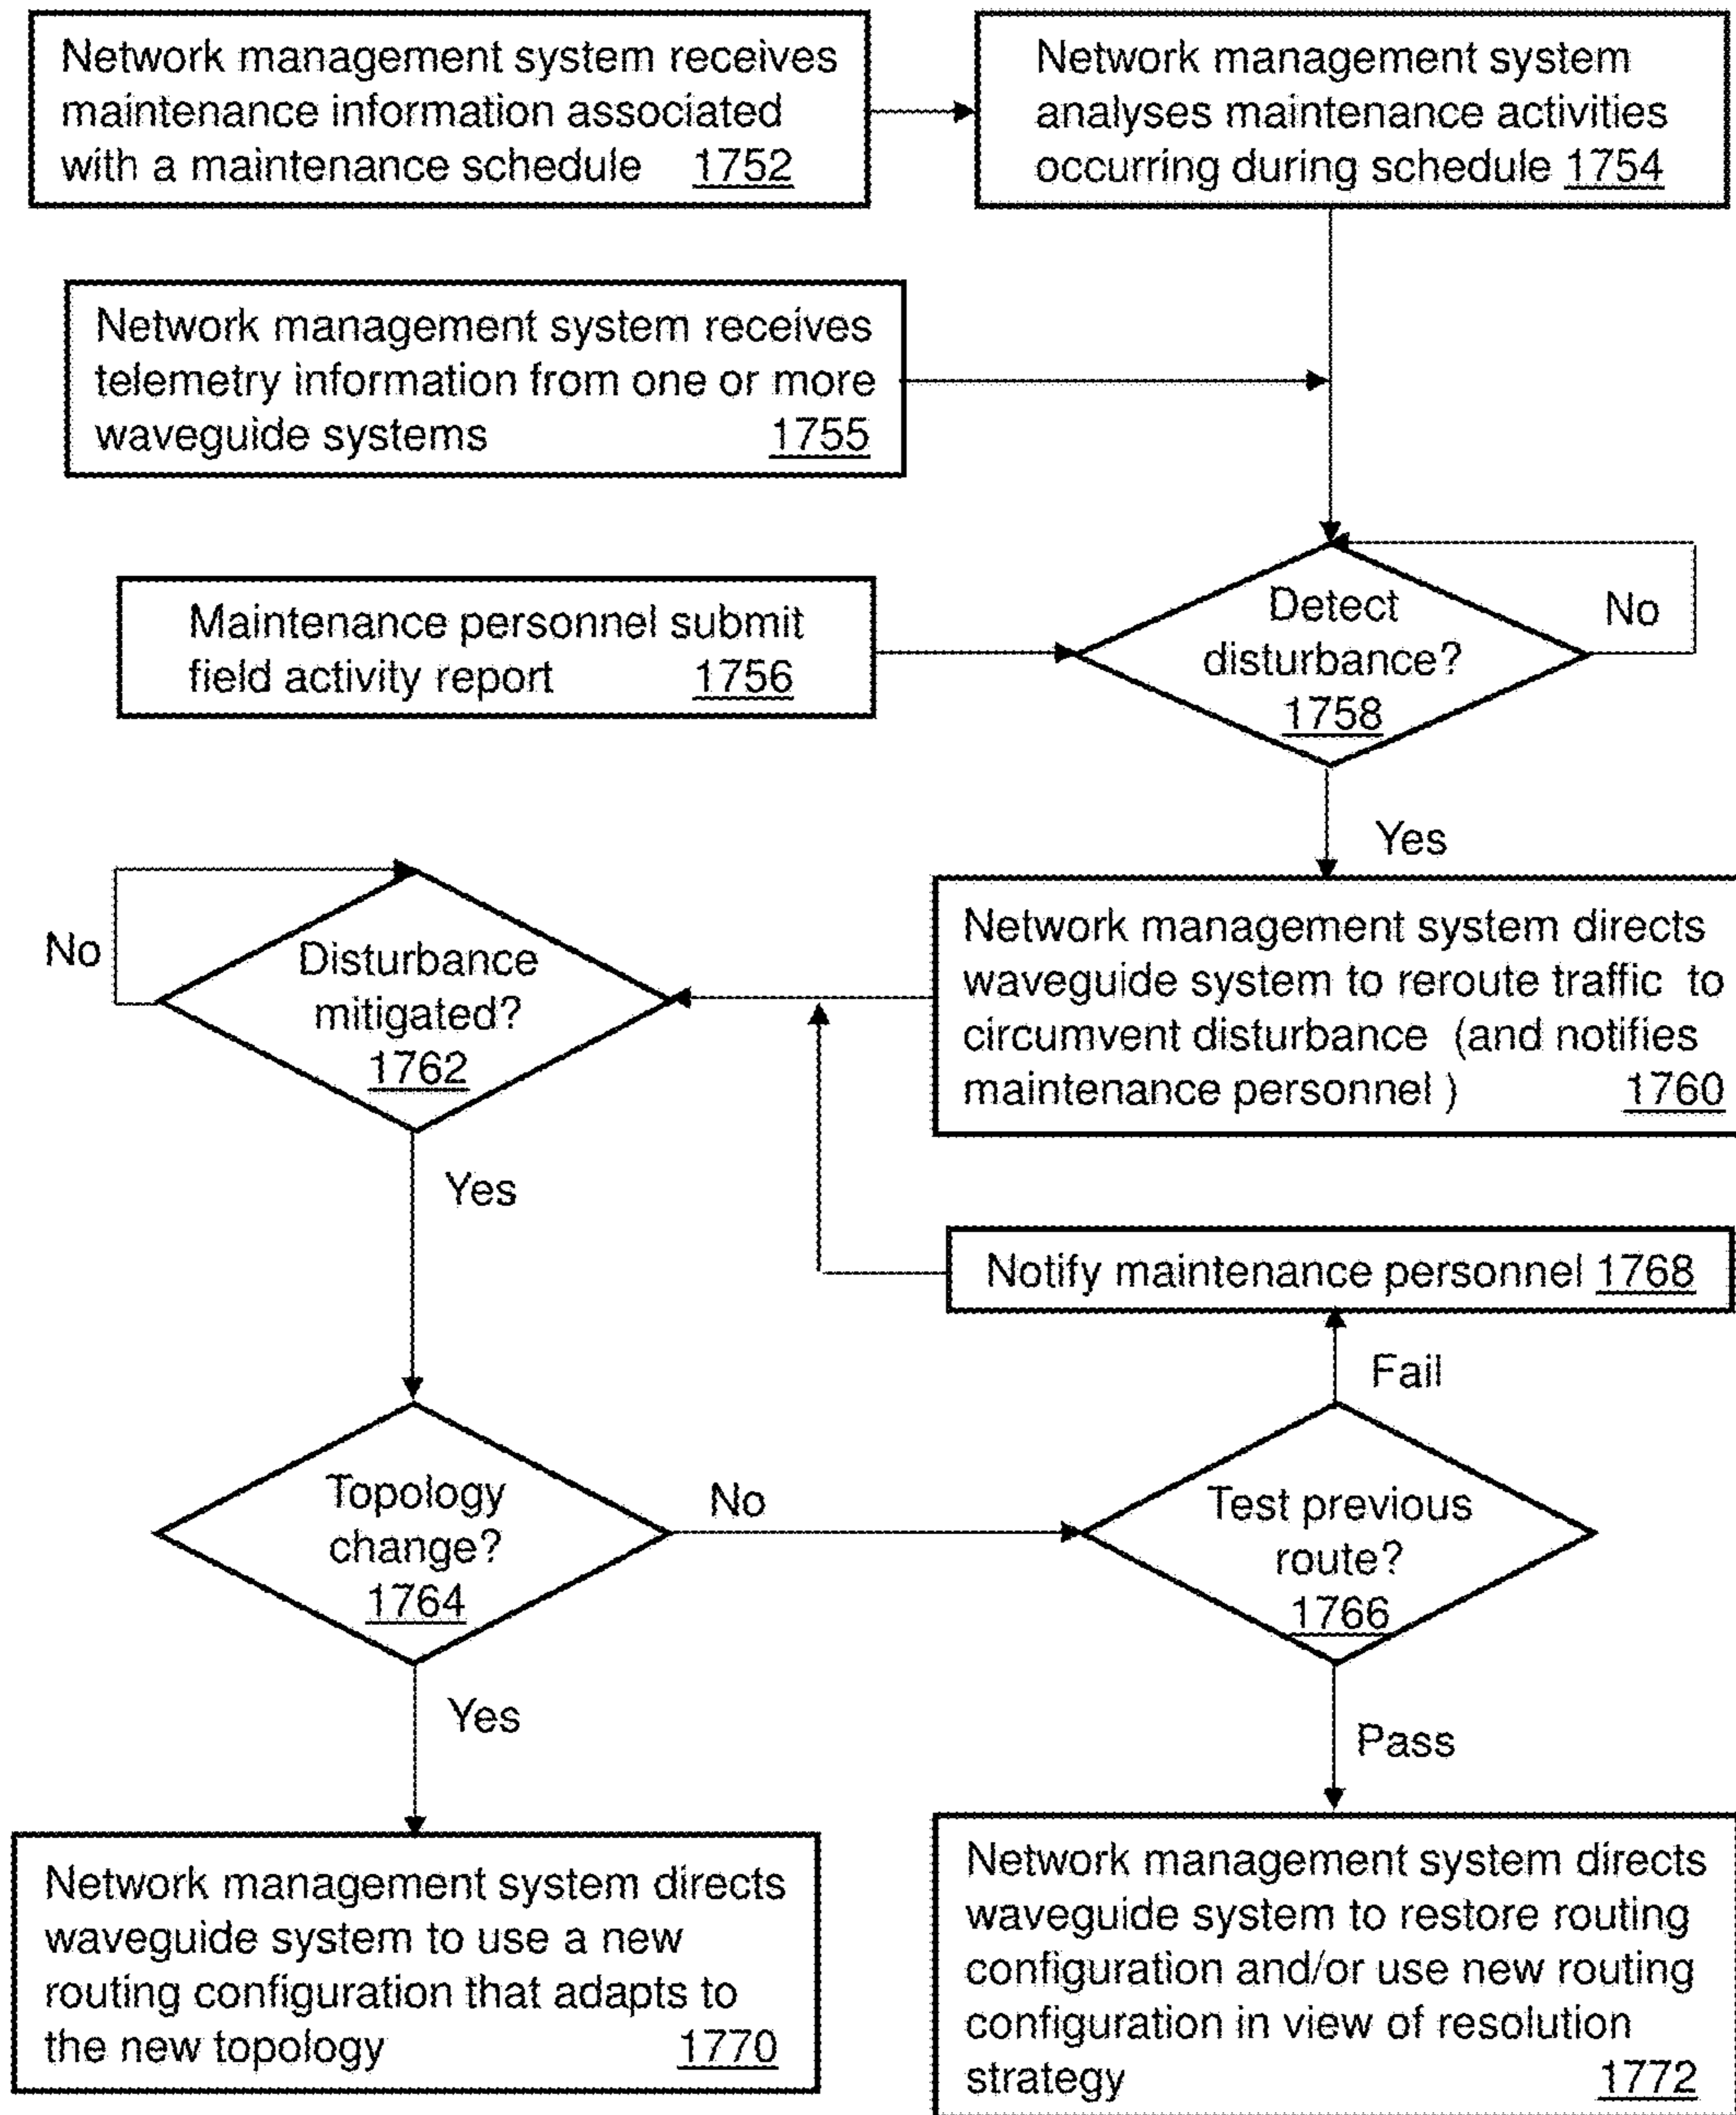 Network management system receives
maintenance information associated
with a maintenance schedule 1752
Network management system
analyses maintenance activities
occurring during schedule 1754
Network management system receives
telemetry information from one or more
waveguide systems 1755
Maintenance personnel submit
field activity report 1756
Detect
disturbance?
1758
No
Yes
Network management system directs
waveguide system to reroute traffic to
circumvent disturbance (and notifies
maintenance personnel ) 1760
No
Disturbance
mitigated?
1762
Yes
Notify maintenance personnel 1768
Fail
Topology
change?
1764
No
Test previous
route?
1766
Yes
Pass
Network management system directs
waveguide system to use a new
routing configuration that adapts to
the new topology 1770
Network management system directs
waveguide system to restore routing
configuration and/or use new routing
configuration in view of resolution
strategy 1772